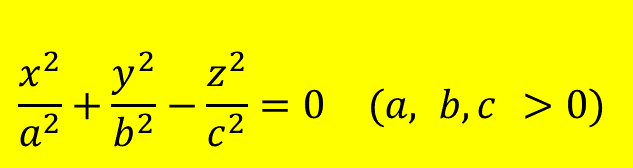 x²/a² + y²/b² − z²/c² = 0 (a, b, c > 0)